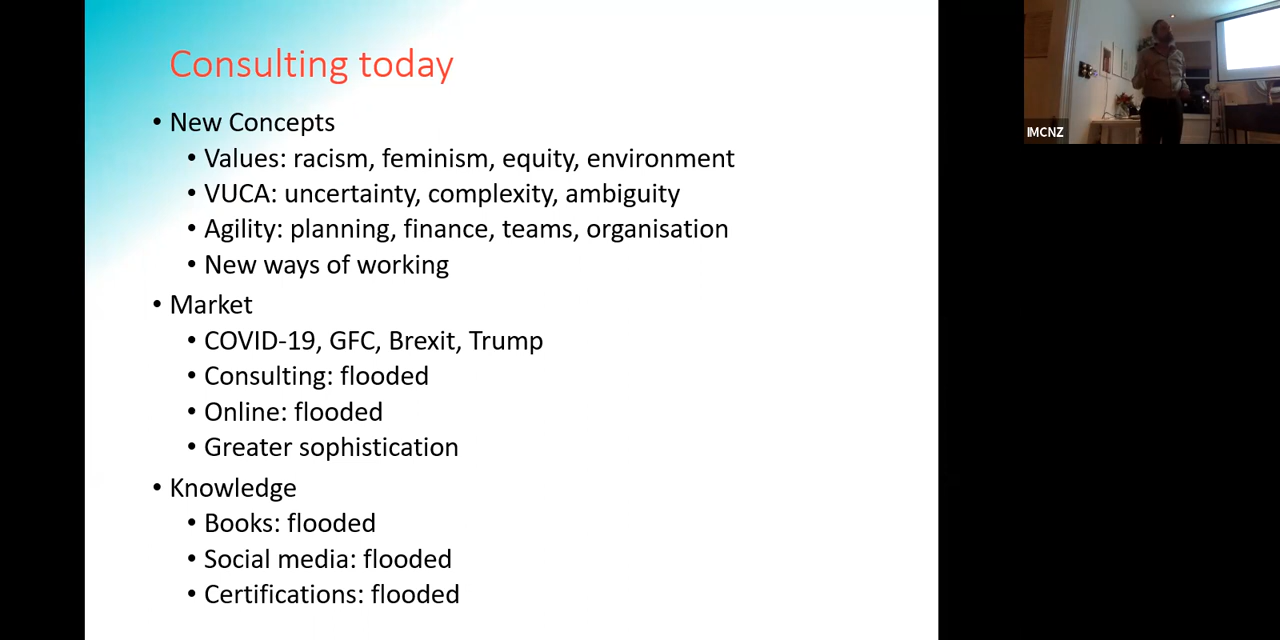 Consulting today
• New Concepts
• Values: racism, feminism, equity, environment
• VUCA: uncertainty, complexity, ambiguity
• Agility: planning, finance, teams, organisation
• New ways of working
• Market
• COVID-19, GFC, Brexit, Trump
• Consulting: flooded
• Online: flooded
• Greater sophistication
• Knowledge
• Books: flooded
• Social media: flooded
• Certifications: flooded
IMCNZ